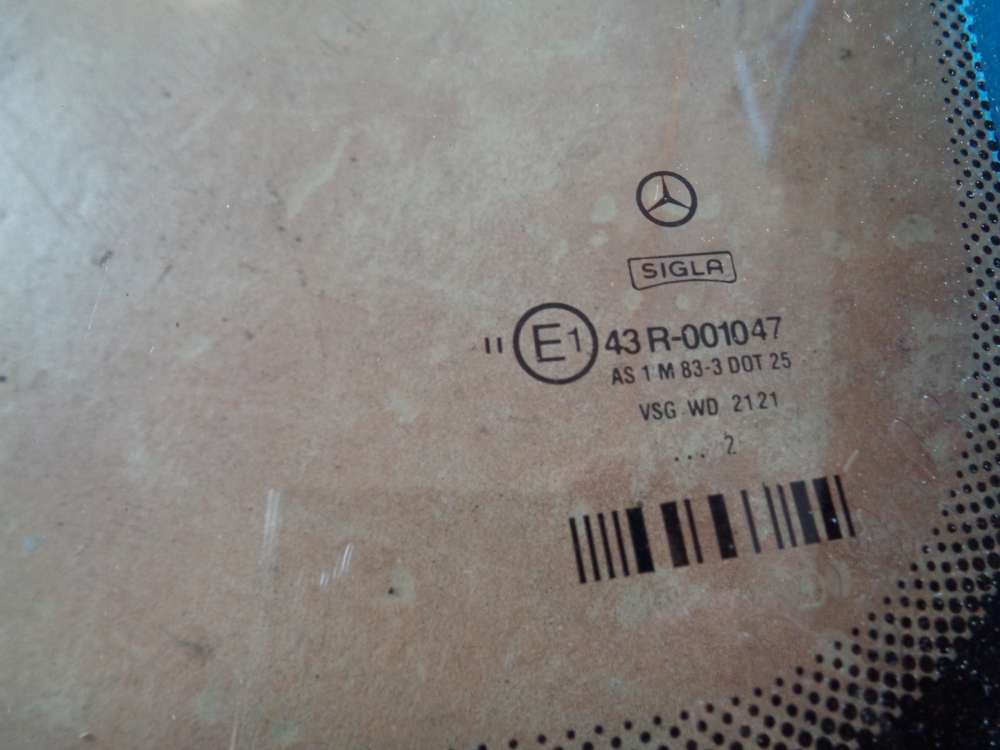 SIGLA
II E1 43 R-001047
AS 1 M 83-3 DOT 25
VSG WD 2121
... 2